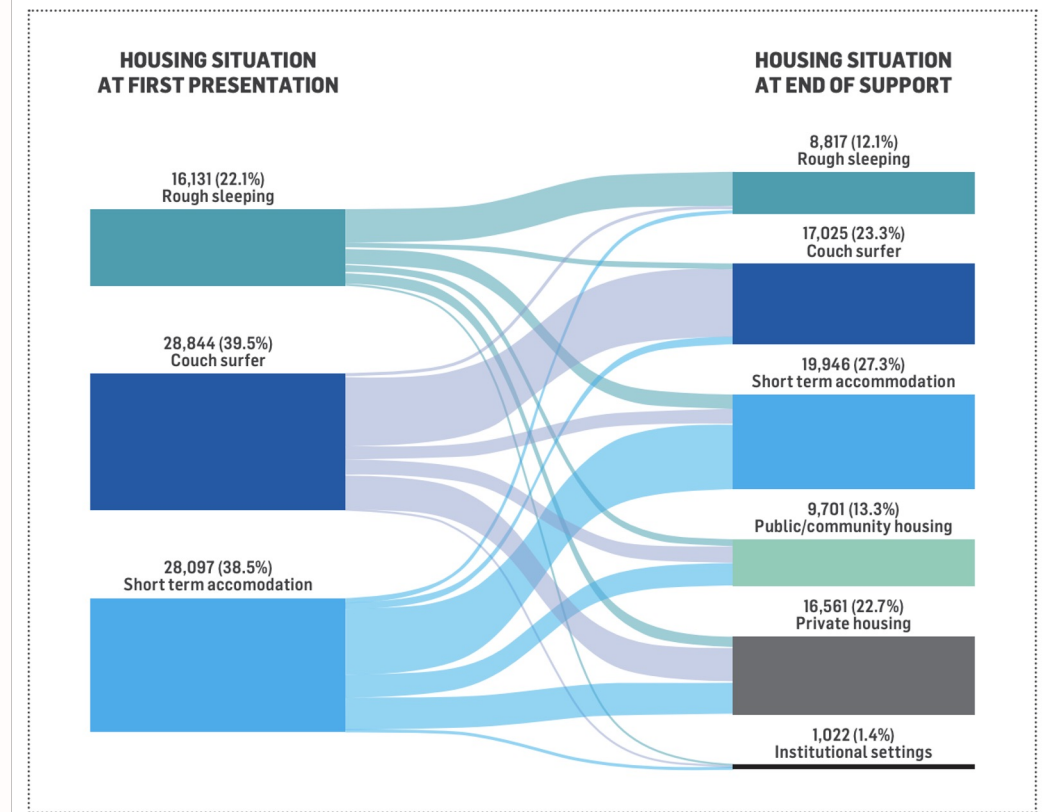 HOUSING SITUATION
AT FIRST PRESENTATION
HOUSING SITUATION
AT END OF SUPPORT
16,131 (22.1%)
Rough sleeping
28,844 (39.5%)
Couch surfer
28,097 (38.5%)
Short term accomodation
8,817 (12.1%)
Rough sleeping
17,025 (23.3%)
Couch surfer
19,946 (27.3%)
Short term accommodation
9,701 (13.3%)
Public/community housing
16,561 (22.7%)
Private housing
1,022 (1.4%)
Institutional settings